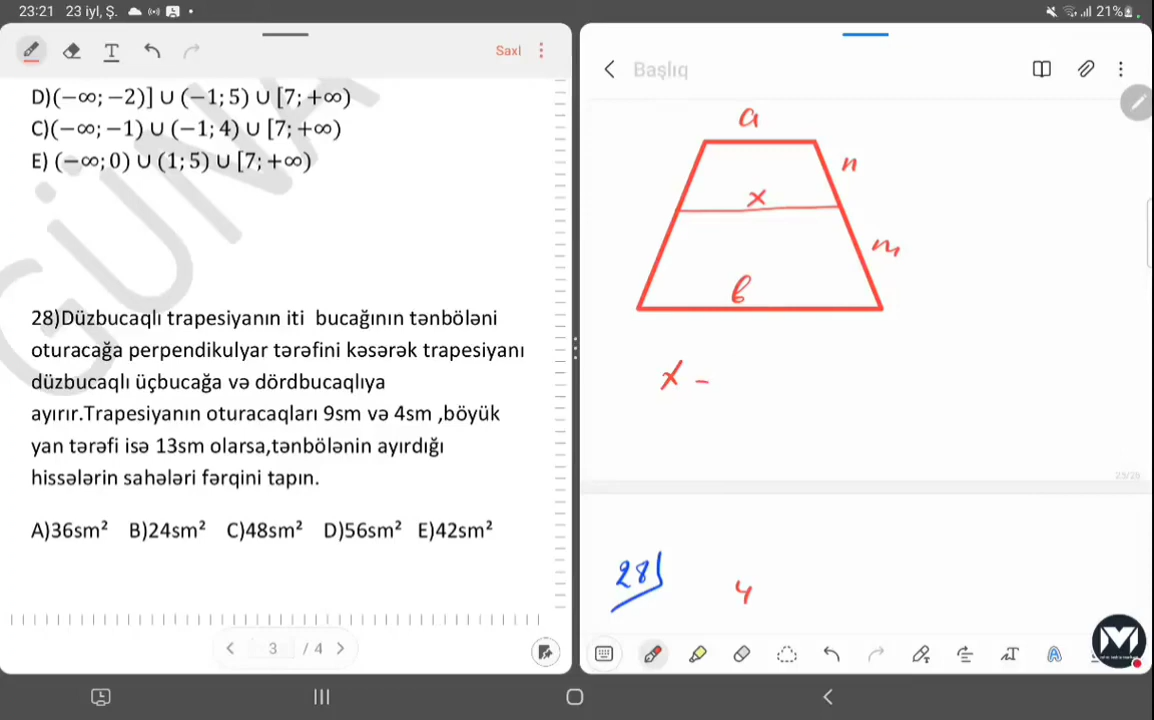 23:21 23 iyl, Ş.
21%
Saxl
D)(−∞; −2)] ∪ (−1; 5) ∪ [7; +∞)
C)(−∞; −1) ∪ (−1; 4) ∪ [7; +∞)
E) (−∞; 0) ∪ (1; 5) ∪ [7; +∞)
GÜNA
28)Düzbucaqlı trapesiyanın iti bucağının tənböləni
oturacağa perpendikulyar tərəfini kəsərək trapesiyanı
düzbucaqlı üçbucağa və dördbucaqlıya
ayırır.Trapesiyanın oturacaqları 9sm və 4sm ,böyük
yan tərəfi isə 13sm olarsa,tənbölənin ayırdığı
hissələrin sahələri fərqini tapın.
A)36sm² B)24sm² C)48sm² D)56sm² E)42sm²
3 / 4
Başlıq
a
n
x
m
b
x -
28)
4
M